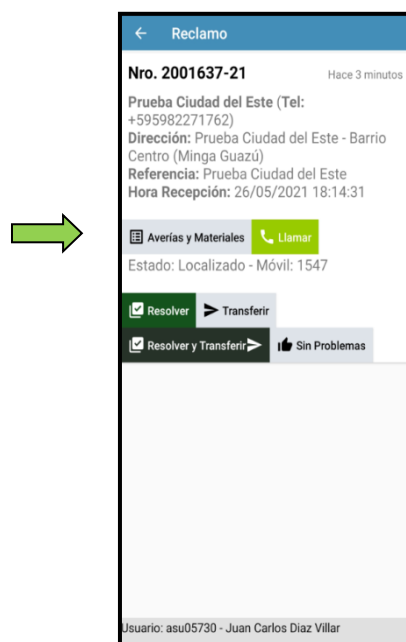 Reclamo
Nro. 2001637-21
Hace 3 minutos
Prueba Ciudad del Este (Tel:
+595982271762)
Dirección: Prueba Ciudad del Este - Barrio
Centro (Minga Guazú)
Referencia: Prueba Ciudad del Este
Hora Recepción: 26/05/2021 18:14:31
Averías y Materiales Llamar
Estado: Localizado - Móvil: 1547
Resolver Transferir
Resolver y Transferir Sin Problemas
Usuario: asu05730 - Juan Carlos Diaz Villar